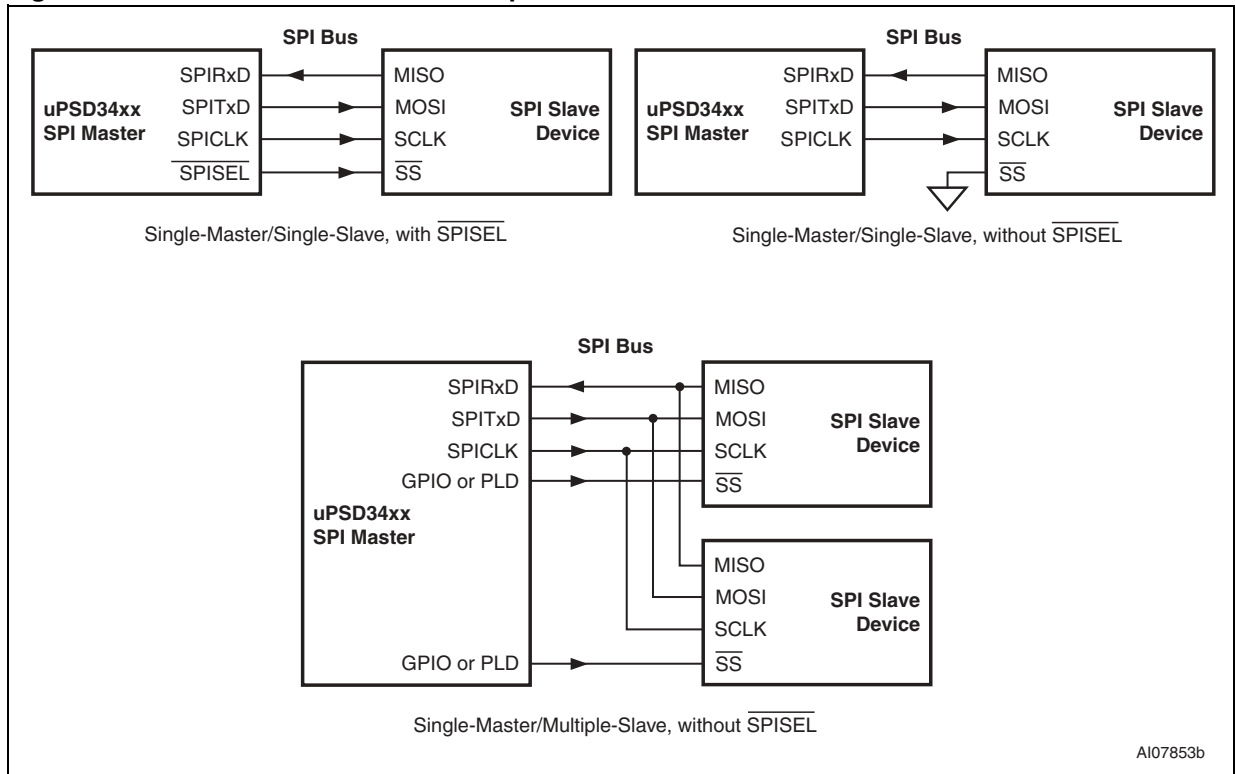 SPI Bus
SPIRxD
SPITxD
SPICLK
SPISEL
uPSD34xx
SPI Master
MISO
MOSI
SCLK
SS
SPI Slave
Device
Single-Master/Single-Slave, with SPISEL
SPI Bus
SPIRxD
SPITxD
SPICLK
uPSD34xx
SPI Master
MISO
MOSI
SCLK
SS
SPI Slave
Device
Single-Master/Single-Slave, without SPISEL
SPI Bus
SPIRxD
SPITxD
SPICLK
GPIO or PLD
uPSD34xx
SPI Master
GPIO or PLD
MISO
MOSI
SCLK
SS
SPI Slave
Device
MISO
MOSI
SCLK
SS
SPI Slave
Device
Single-Master/Multiple-Slave, without SPISEL
AI07853b